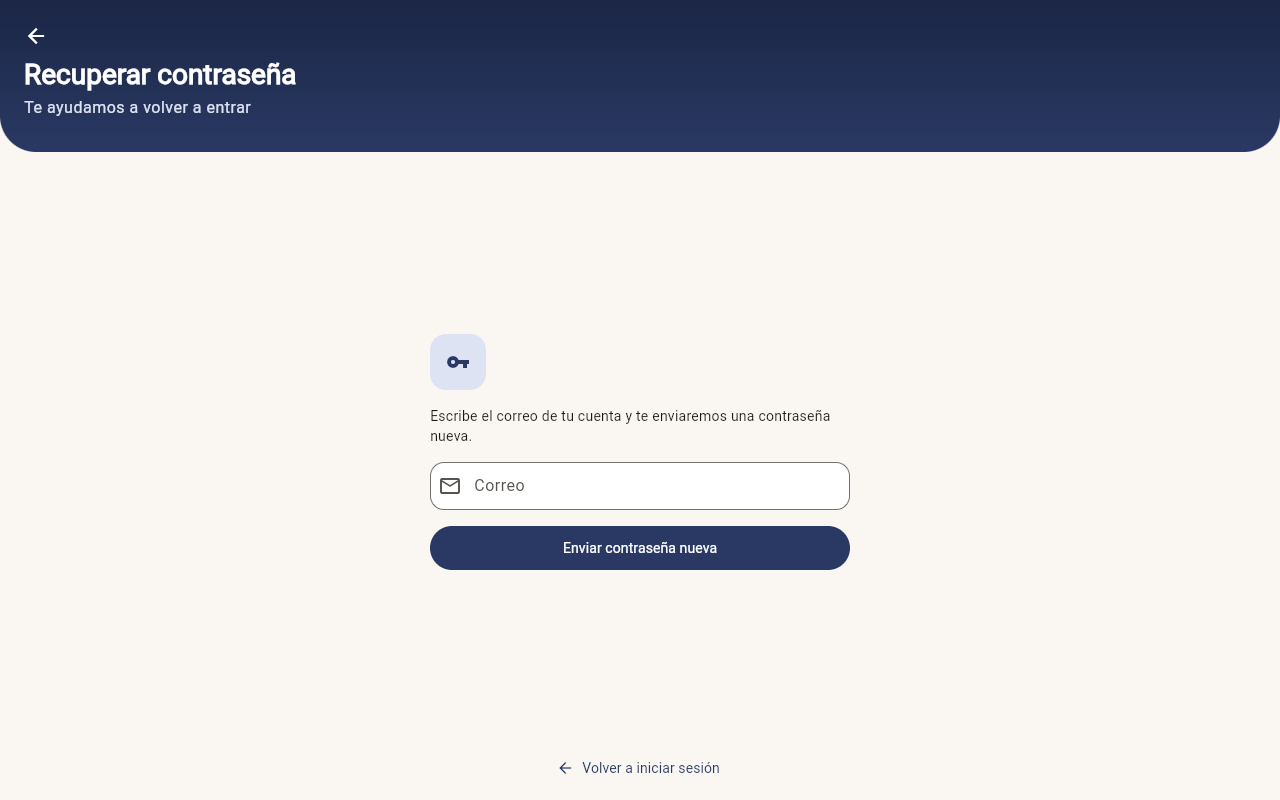 Recuperar contraseña
Te ayudamos a volver a entrar
Escribe el correo de tu cuenta y te enviaremos una contraseña
nueva.
Correo
Enviar contraseña nueva
Volver a iniciar sesión